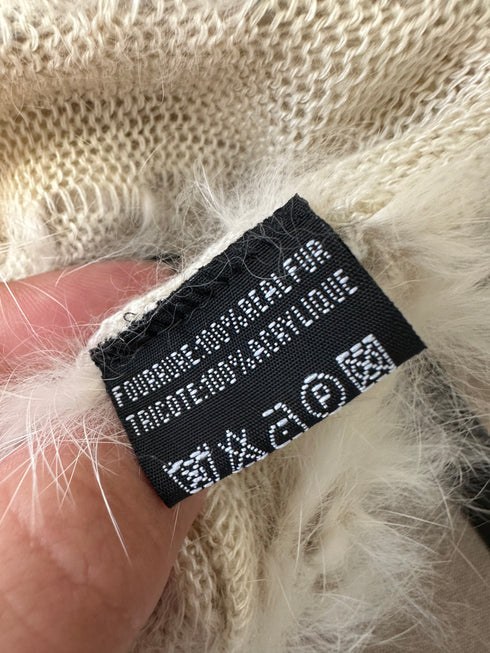 FOURRURE:100%REAL FUR
TRICOTE:100%.ACRYLIQUE
P